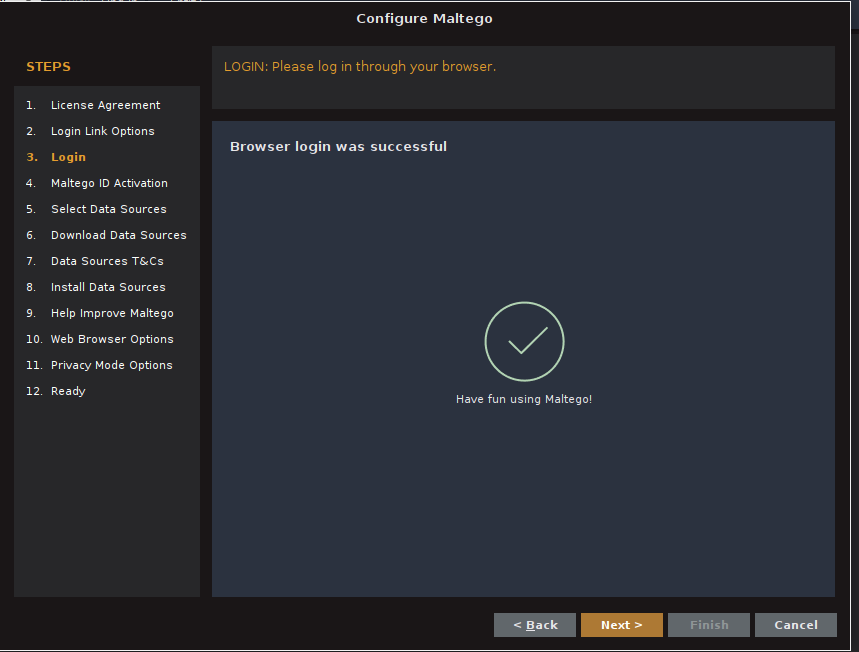 Configure Maltego
STEPS
1. License Agreement
2. Login Link Options
3. Login
4. Maltego ID Activation
5. Select Data Sources
6. Download Data Sources
7. Data Sources T&Cs
8. Install Data Sources
9. Help Improve Maltego
10. Web Browser Options
11. Privacy Mode Options
12. Ready
LOGIN: Please log in through your browser.
Browser login was successful
Have fun using Maltego!
< Back
Next >
Finish
Cancel